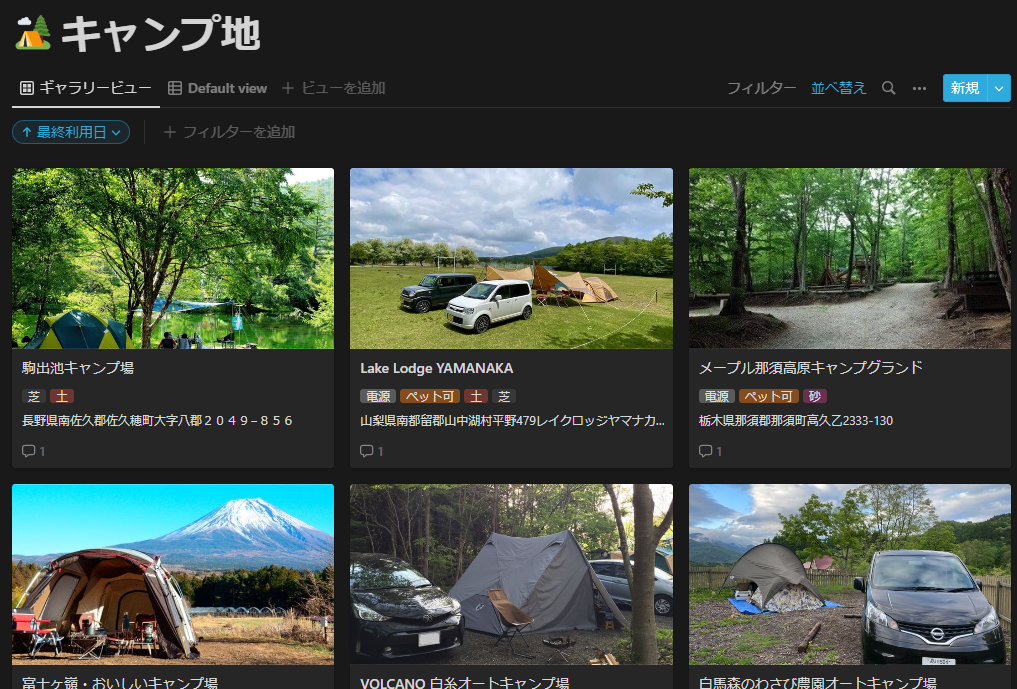 キャンプ地
ギャラリービュー Default view + ビューを追加 フィルター 並べ替え ... 新規
↑ 最終利用日 + フィルターを追加
駒出池キャンプ場
芝 土
長野県南佐久郡佐久穂町大字八郡２０４９−８５６
1
Lake Lodge YAMANAKA
電源 ペット可 土 芝
山梨県南都留郡山中湖村平野479レイクロッジヤマナカ...
1
メープル那須高原キャンプグランド
電源 ペット可 砂
栃木県那須郡那須町高久乙2333-130
1
富士ヶ嶺・おいしいキャンプ場
VOLCANO 白糸オートキャンプ場
白馬森のわさび農園オートキャンプ場